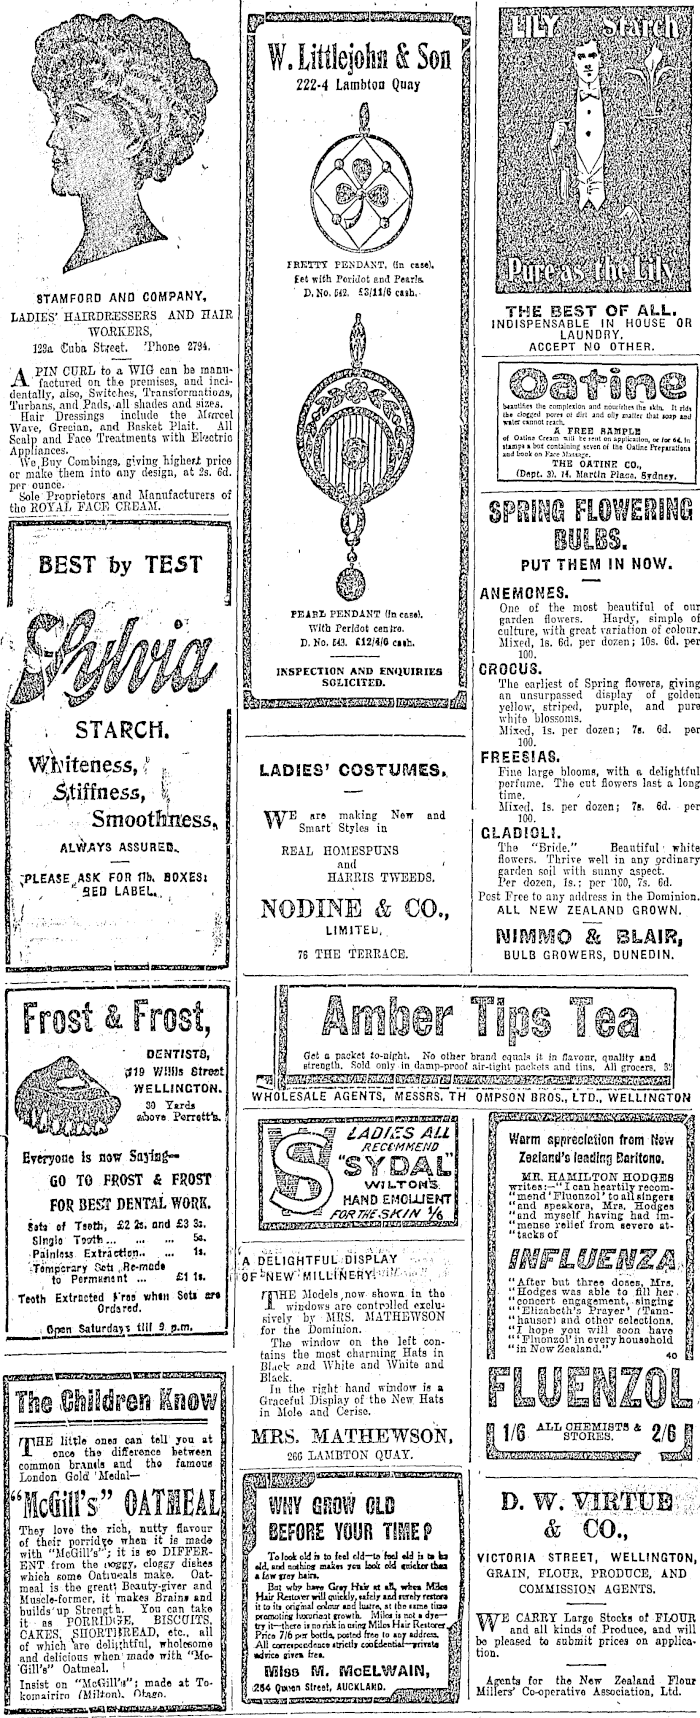 STAMFORD AND COMPANY,
LADIES' HAIRDRESSERS AND HAIR
WORKERS,
123a Cuba Street. 'Phone 2794.
A PIN CURL to a WIG can be manu-
factured on the premises, and inci-
dentally, also, Switches, Transformations,
Turbans, and Pads, all shades and sizes.
Hair Dressings include the Marcel
Wave, Grecian, and Basket Plait. All
Scalp and Face Treatments with Electric
Appliances.
We Buy Combings, giving highest price
or make them into any design, at 2s. 6d.
per ounce.
Sole Proprietors and Manufacturers of
the ROYAL FACE CREAM.
BEST by TEST
Sylvia
STARCH.
Whiteness,
Stiffness,
Smoothness,
ALWAYS ASSURED.
PLEASE ASK FOR 1lb. BOXES:
RED LABEL.
Frost & Frost,
DENTISTS,
119 Willis Street
WELLINGTON.
30 Yards
above Perrett's.
Everyone is now Saying—
GO TO FROST & FROST
FOR BEST DENTAL WORK.
Sets of Teeth, £2 2s. and £3 3s.
Single Tooth ... ... 5s.
Painless Extraction.. ... 1s.
Temporary Sets Re-made
to Permanent ... £1 1s.
Teeth Extracted Free when Sets are
Ordered.
Open Saturdays till 9 p.m.
The Children Know
THE little ones can tell you at
once the difference between
common brands and the famous
London Gold Medal—
"McGill's" OATMEAL
They love the rich, nutty flavour
of their porridge when it is made
with "McGill's"; it is so DIFFER-
ENT from the doggy, cloggy dishes
which some Oatmeals make. Oat-
meal is the great Beauty-giver and
Muscle-former, it makes Brains and
builds up Strength. You can take
it as PORRIDGE, BISCUITS,
CAKES, SHORTBREAD, etc., all
of which are delightful, wholesome
and delicious when made with "Mc-
Gill's" Oatmeal.
Insist on "McGill's"; made at To-
komairiro (Milton), Otago.
W. Littlejohn & Son
222-4 Lambton Quay
PRETTY PENDANT, (in case).
Set with Peridot and Pearls.
D. No. 542. £3/11/6 cash.
PEARL PENDANT (in case).
With Peridot centre.
D. No. 543. £12/4/6 cash.
INSPECTION AND ENQUIRIES
SOLICITED.
LADIES' COSTUMES.
WE are making New and
Smart Styles in
REAL HOMESPUNS
and
HARRIS TWEEDS.
NODINE & CO.,
LIMITED,
76 THE TERRACE.
LILY Starch
Pure as the Lily
THE BEST OF ALL.
INDISPENSABLE IN HOUSE OR
LAUNDRY.
ACCEPT NO OTHER.
Oatine
beautifies the complexion and nourishes the skin. It rids
the clogged pores of dirt and oily matter that soap and
water cannot reach.
A FREE SAMPLE
of Oatine Cream will be sent on application, or for 6d. in
stamps a box containing seven of the Oatine Preparations
and book on Face Massage.
THE OATINE CO.,
(Dept. 3), 14, Martin Place, Sydney.
SPRING FLOWERING
BULBS.
PUT THEM IN NOW.
ANEMONES.
One of the most beautiful of our
garden flowers. Hardy, simple of
culture, with great variation of colour.
Mixed, 1s. 6d. per dozen; 10s. 6d. per
100.
CROCUS.
The earliest of Spring flowers, giving
an unsurpassed display of golden
yellow, striped, purple, and pure
white blossoms.
Mixed, 1s. per dozen; 7s. 6d. per
100.
FREESIAS.
Fine large blooms, with a delightful
perfume. The cut flowers last a long
time.
Mixed, 1s. per dozen; 7s. 6d. per
100.
GLADIOLI.
The "Bride." Beautiful white
flowers. Thrive well in any ordinary
garden soil with sunny aspect.
Per dozen, 1s.; per 100, 7s. 6d.
Post Free to any address in the Dominion.
ALL NEW ZEALAND GROWN.
NIMMO & BLAIR,
BULB GROWERS, DUNEDIN.
Amber Tips Tea
Get a packet to-night. No other brand equals it in flavour, quality and
strength. Sold only in damp-proof air-tight packets and tins. All grocers.
WHOLESALE AGENTS, MESSRS. TH OMPSON BROS., LTD., WELLINGTON
S
W
LADIES ALL
RECOMMEND
"SYDAL"
WILTON'S
HAND EMOLLIENT
FOR THE SKIN 1/6
A DELIGHTFUL DISPLAY
OF NEW MILLINERY.
THE Models now shown in the
windows are controlled exclu-
sively by MRS. MATHEWSON
for the Dominion.
The window on the left con-
tains the most charming Hats in
Black and White and White and
Black.
In the right hand window is a
Graceful Display of the New Hats
in Mole and Cerise.
MRS. MATHEWSON,
266 LAMBTON QUAY.
WHY GROW OLD
BEFORE YOUR TIME?
To look old is to feel old—to feel old is to be
old, and nothing makes you look old quicker than
a few grey hairs.
But why have Gray Hair at all, when Miles
Hair Restorer will quickly, safely and surely restore
it to its original colour and lustre, at the same time
promoting luxuriant growth. Miles is not a dye—
try it—there is no risk in using Miles Hair Restorer.
Price 7/6 per bottle, posted free to any address.
All correspondence strictly confidential—private
advice given free.
Miss M. McELWAIN,
254 Queen Street, AUCKLAND.
Warm appreciation from New
Zealand's leading Baritone.
MR. HAMILTON HODGES
writes:—"I can heartily recom-
"mend 'Fluenzol' to all singers
"and speakers, Mrs. Hodges
"and myself having had im-
"mense relief from severe at-
"tacks of
INFLUENZA
"After but three doses, Mrs.
"Hodges was able to fill her
"concert engagement, singing
"'Elizabeth's Prayer' (Tann-
"hauser) and other selections.
"I hope you will soon have
"'Fluenzol' in every household
"in New Zealand."
40
FLUENZOL
1/6 ALL CHEMISTS & STORES. 2/6
D. W. VIRTUE
& CO.,
VICTORIA STREET, WELLINGTON,
GRAIN, FLOUR, PRODUCE, AND
COMMISSION AGENTS.
WE CARRY Large Stocks of FLOUR
and all kinds of Produce, and will
be pleased to submit prices on applica-
tion.
Agents for the New Zealand Flour
Millers' Co-operative Association, Ltd.